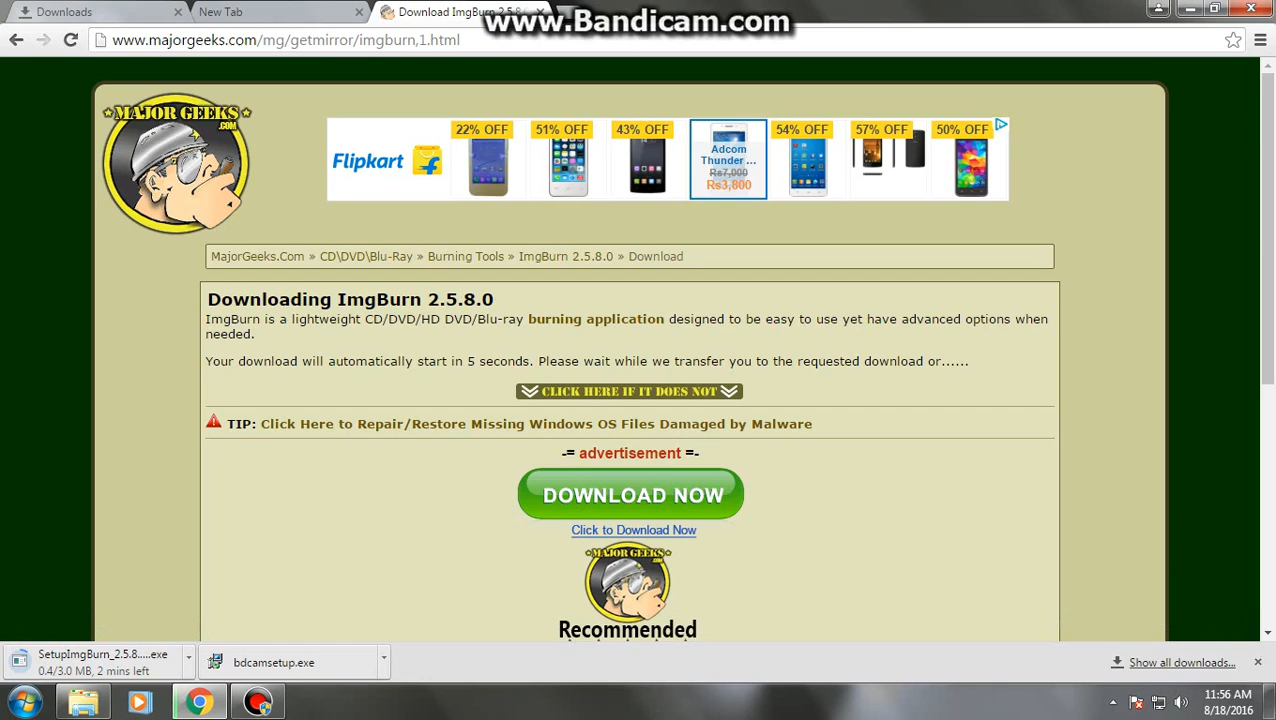 www.Bandicam.com
Downloads
New Tab
Download ImgBurn 2.5.8.0
www.majorgeeks.com/mg/getmirror/imgburn,1.html
MAJOR GEEKS
.COM
Flipkart
22% OFF
51% OFF
43% OFF
Adcom
Thunder ...
Rs7,000
Rs3,800
54% OFF
57% OFF
50% OFF
MajorGeeks.Com » CD\DVD\Blu-Ray » Burning Tools » ImgBurn 2.5.8.0 » Download
Downloading ImgBurn 2.5.8.0
ImgBurn is a lightweight CD/DVD/HD DVD/Blu-ray burning application designed to be easy to use yet have advanced options when
needed.
Your download will automatically start in 5 seconds. Please wait while we transfer you to the requested download or......
CLICK HERE IF IT DOES NOT
TIP: Click Here to Repair/Restore Missing Windows OS Files Damaged by Malware
-= advertisement =-
DOWNLOAD NOW
Click to Download Now
MAJOR GEEKS
.COM
Recommended
SetupImgBurn_2.5.8....exe
0.4/3.0 MB, 2 mins left
bdcamsetup.exe
Show all downloads...
11:56 AM
8/18/2016